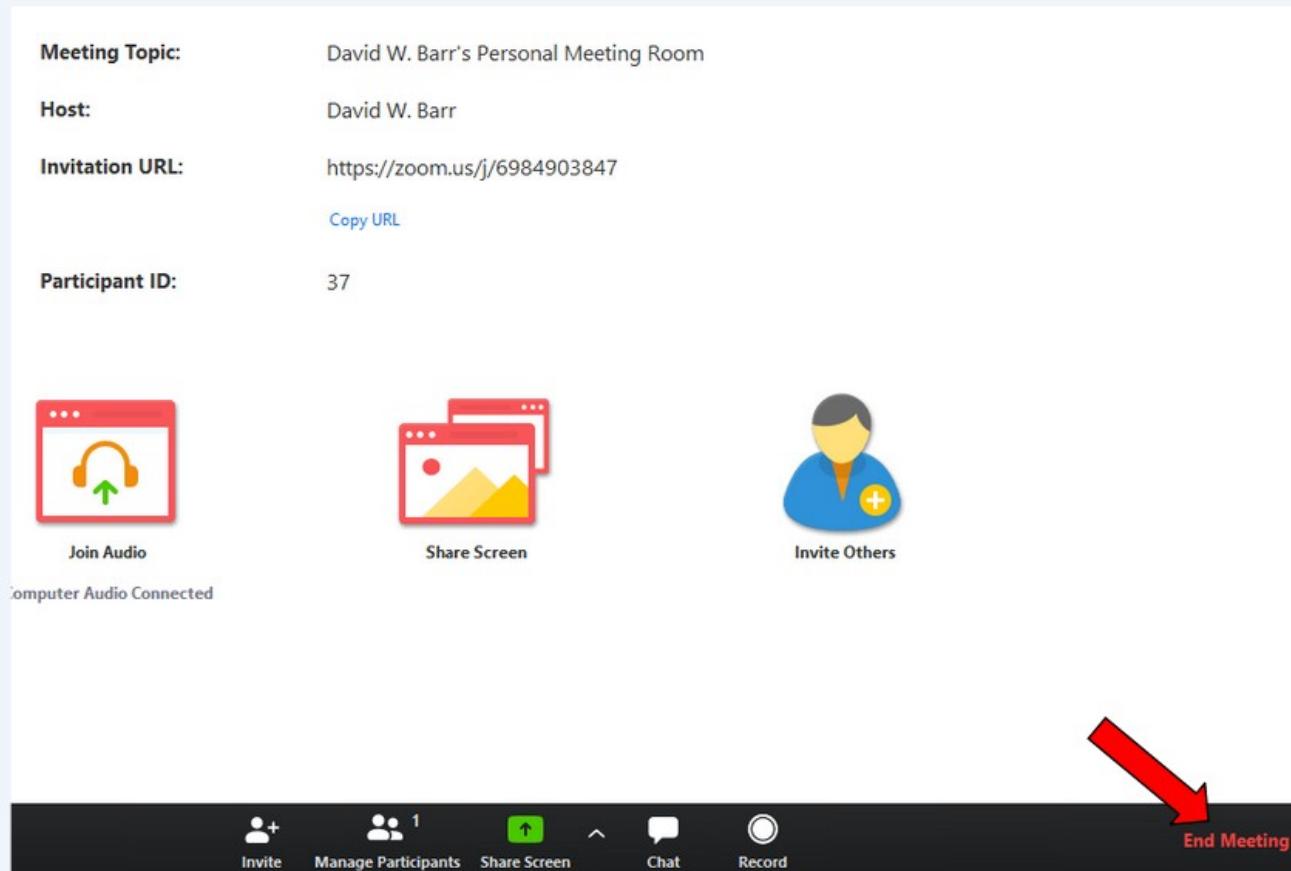 Meeting Topic: David W. Barr's Personal Meeting Room
Host: David W. Barr
Invitation URL: https://zoom.us/j/6984903847
Copy URL
Participant ID: 37
Join Audio Share Screen Invite Others
Computer Audio Connected
1
Invite Manage Participants Share Screen Chat Record End Meeting